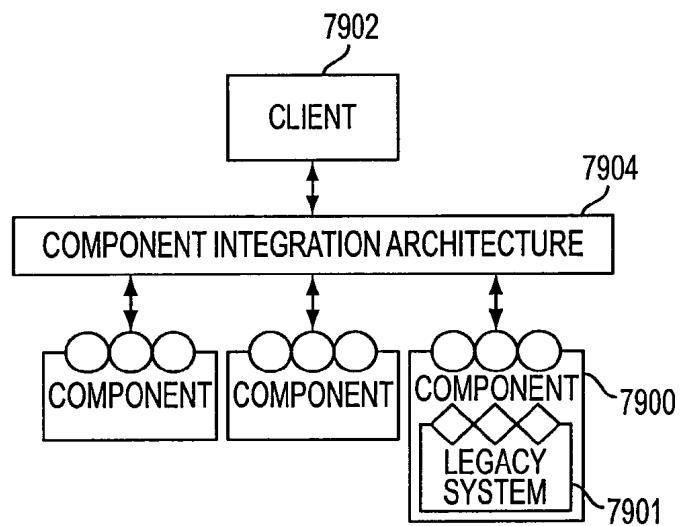 7902
CLIENT
7904
COMPONENT INTEGRATION ARCHITECTURE
COMPONENT
COMPONENT
COMPONENT
7900
LEGACY
SYSTEM
7901